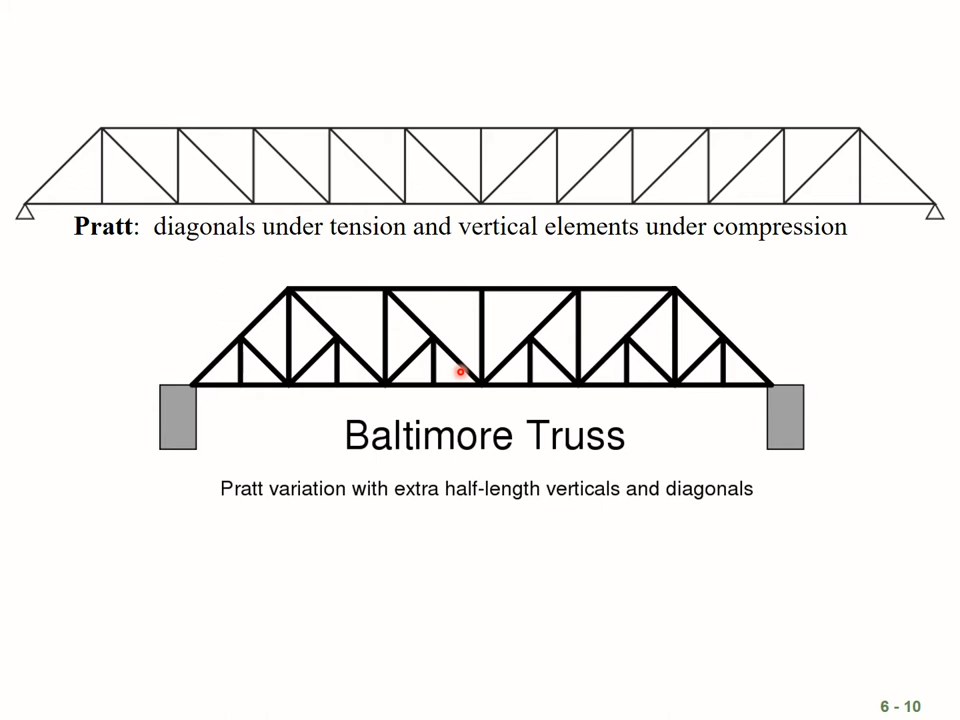 Pratt:  diagonals under tension and vertical elements under compression
Baltimore Truss
Pratt variation with extra half-length verticals and diagonals
6 - 10